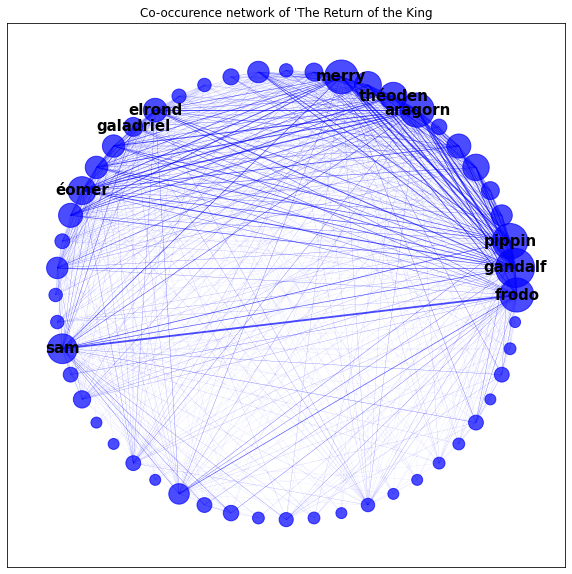 Co-occurence network of 'The Return of the King
merry
théoden
aragorn
elrond
galadriel
éomer
pippin
gandalf
frodo
sam